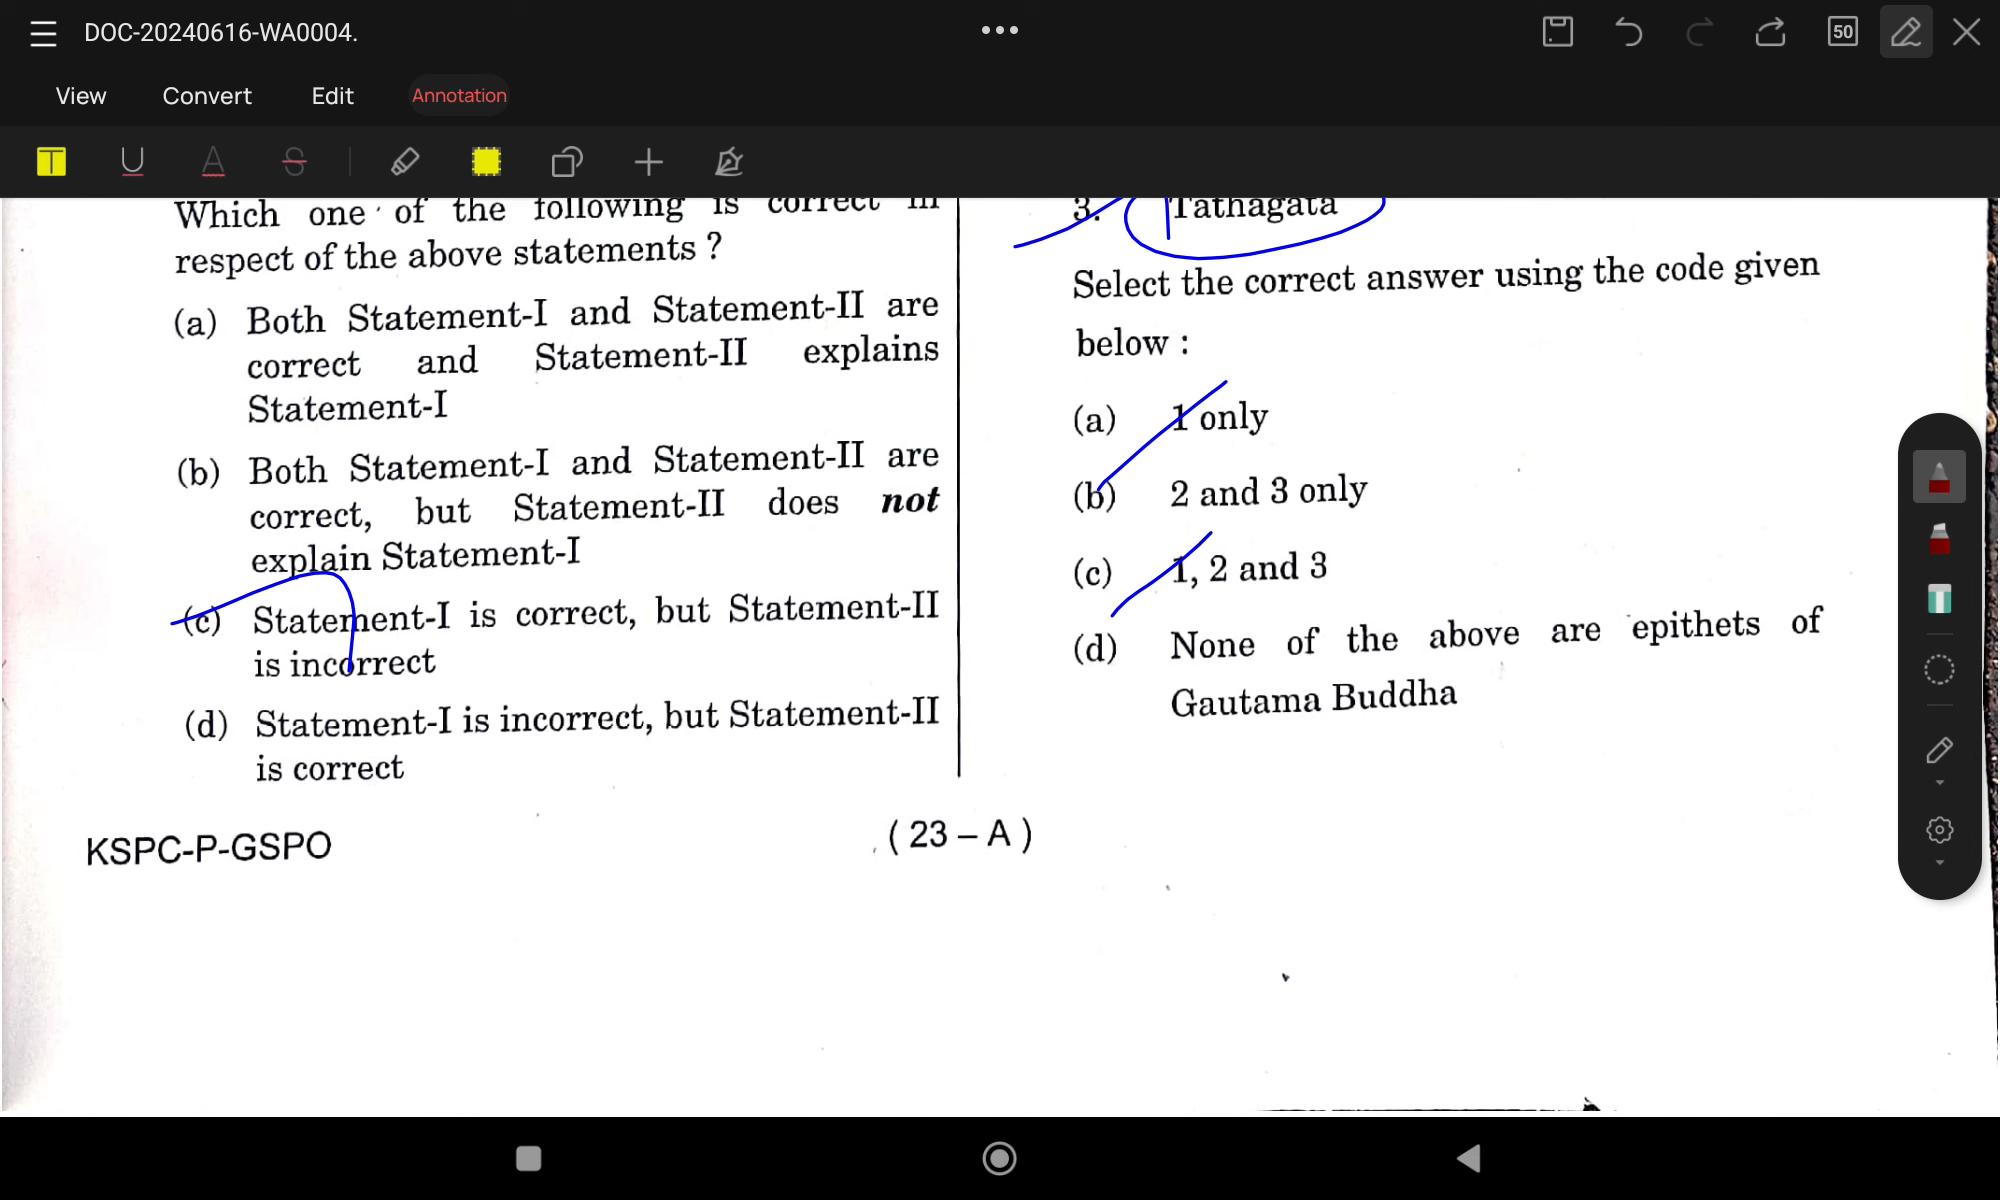 DOC-20240616-WA0004.
50
View Convert Edit Annotation
T U A S
Which one of the following is correct in
respect of the above statements ?
(a) Both Statement-I and Statement-II are
correct and Statement-II explains
Statement-I
(b) Both Statement-I and Statement-II are
correct, but Statement-II does not
explain Statement-I
(c) Statement-I is correct, but Statement-II
is incorrect
(d) Statement-I is incorrect, but Statement-II
is correct
3. Tathagata
Select the correct answer using the code given
below :
(a) 1 only
(b) 2 and 3 only
(c) 1, 2 and 3
(d) None of the above are epithets of
Gautama Buddha
KSPC-P-GSPO
( 23 – A )